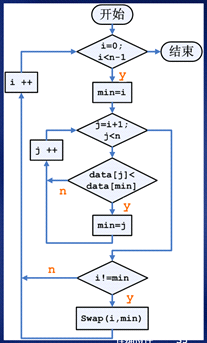 开始
i=0;
i<n-1
结束
y
i ++
min=i
j=i+1;
j<n
j ++
data[j]<
data[min]
n
y
min=j
n
i!=min
y
Swap(i,min)